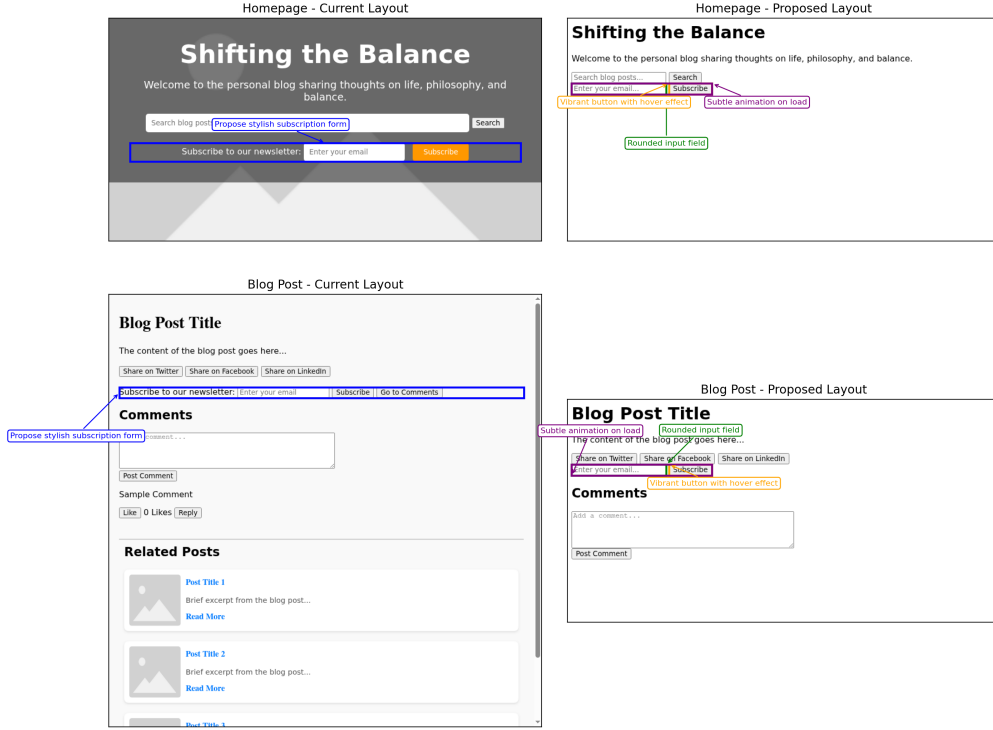 Homepage - Current Layout
Shifting the Balance
Welcome to the personal blog sharing thoughts on life, philosophy, and
balance.
Search blog post
Search
Propose stylish subscription form
Subscribe to our newsletter:
Enter your email
Subscribe
Homepage - Proposed Layout
Shifting the Balance
Welcome to the personal blog sharing thoughts on life, philosophy, and balance.
Search blog posts...
Search
Enter your email...
Subscribe
Vibrant button with hover effect
Subtle animation on load
Rounded input field
Blog Post - Current Layout
Blog Post Title
The content of the blog post goes here...
Share on Twitter
Share on Facebook
Share on LinkedIn
Subscribe to our newsletter:
Enter your email
Subscribe
Go to Comments
Propose stylish subscription form
Comments
comment...
Post Comment
Sample Comment
Like
0 Likes
Reply
Related Posts
Post Title 1
Brief excerpt from the blog post...
Read More
Post Title 2
Brief excerpt from the blog post...
Read More
Post Title 3
Blog Post - Proposed Layout
Blog Post Title
Subtle animation on load
Rounded input field
The content of the blog post goes here...
Share on Twitter
Share on Facebook
Share on LinkedIn
Enter your email...
Subscribe
Vibrant button with hover effect
Comments
Add a comment...
Post Comment